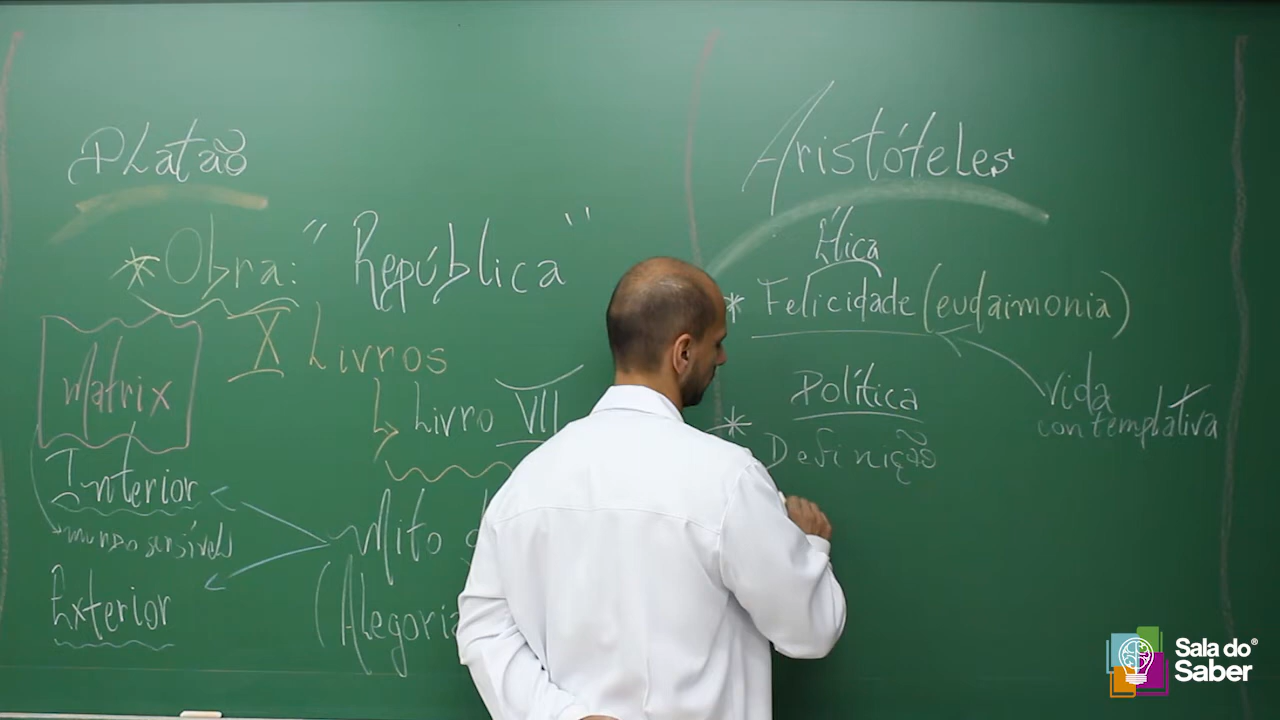 Platão
* Obra: "República"
X Livros
Livro VII
Matrix
Interior
mundo sensível
Exterior
Mito
(Alegoria
Aristóteles
Ética
* Felicidade (eudaimonia)
vida
contemplativa
Política
* Definição
Sala do®
Saber